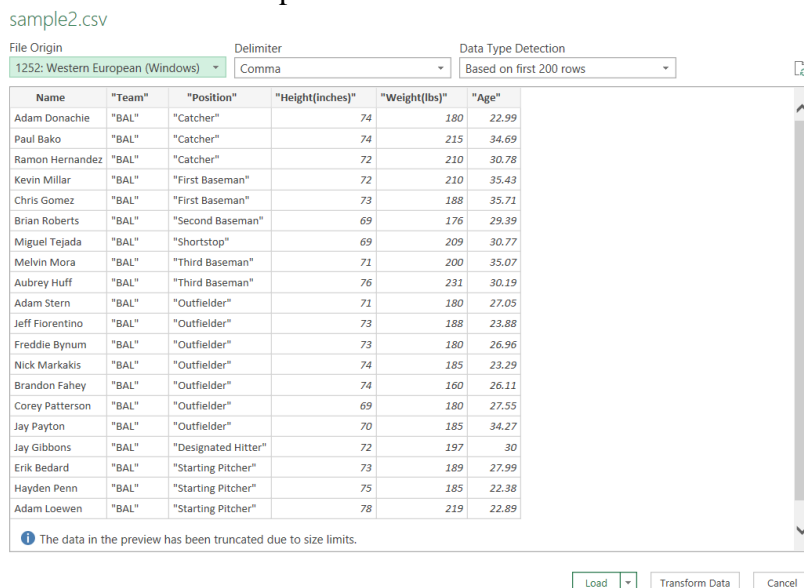 sample2.csv
File Origin Delimiter Data Type Detection
1252: Western European (Windows) Comma Based on first 200 rows
Name "Team" "Position" "Height(inches)" "Weight(lbs)" "Age"
Adam Donachie "BAL" "Catcher" 74 180 22.99
Paul Bako "BAL" "Catcher" 74 215 34.69
Ramon Hernandez "BAL" "Catcher" 72 210 30.78
Kevin Millar "BAL" "First Baseman" 72 210 35.43
Chris Gomez "BAL" "First Baseman" 73 188 35.71
Brian Roberts "BAL" "Second Baseman" 69 176 29.39
Miguel Tejada "BAL" "Shortstop" 69 209 30.77
Melvin Mora "BAL" "Third Baseman" 71 200 35.07
Aubrey Huff "BAL" "Third Baseman" 76 231 30.19
Adam Stern "BAL" "Outfielder" 71 180 27.05
Jeff Fiorentino "BAL" "Outfielder" 73 188 23.88
Freddie Bynum "BAL" "Outfielder" 73 180 26.96
Nick Markakis "BAL" "Outfielder" 74 185 23.29
Brandon Fahey "BAL" "Outfielder" 74 160 26.11
Corey Patterson "BAL" "Outfielder" 69 180 27.55
Jay Payton "BAL" "Outfielder" 70 185 34.27
Jay Gibbons "BAL" "Designated Hitter" 72 197 30
Erik Bedard "BAL" "Starting Pitcher" 73 189 27.99
Hayden Penn "BAL" "Starting Pitcher" 75 185 22.38
Adam Loewen "BAL" "Starting Pitcher" 78 219 22.89
The data in the preview has been truncated due to size limits.
Load Transform Data Cancel